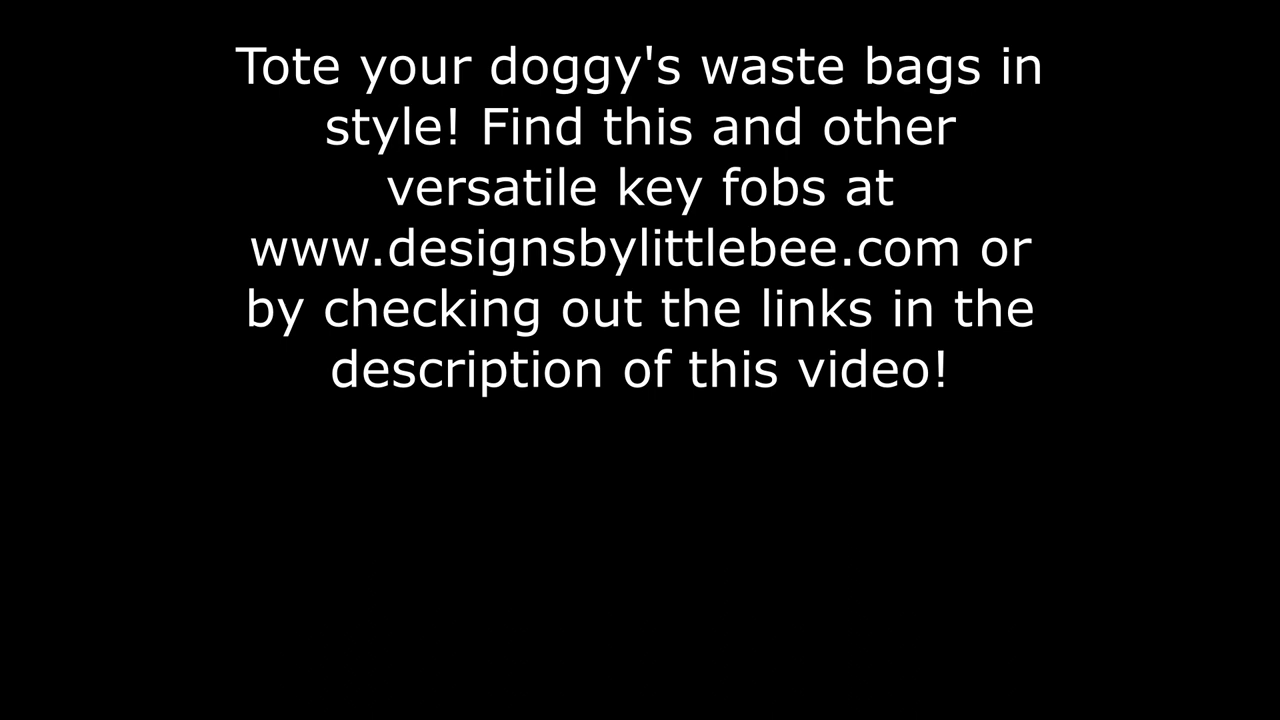 Tote your doggy's waste bags in
style! Find this and other
versatile key fobs at
www.designsbylittlebee.com or
by checking out the links in the
description of this video!